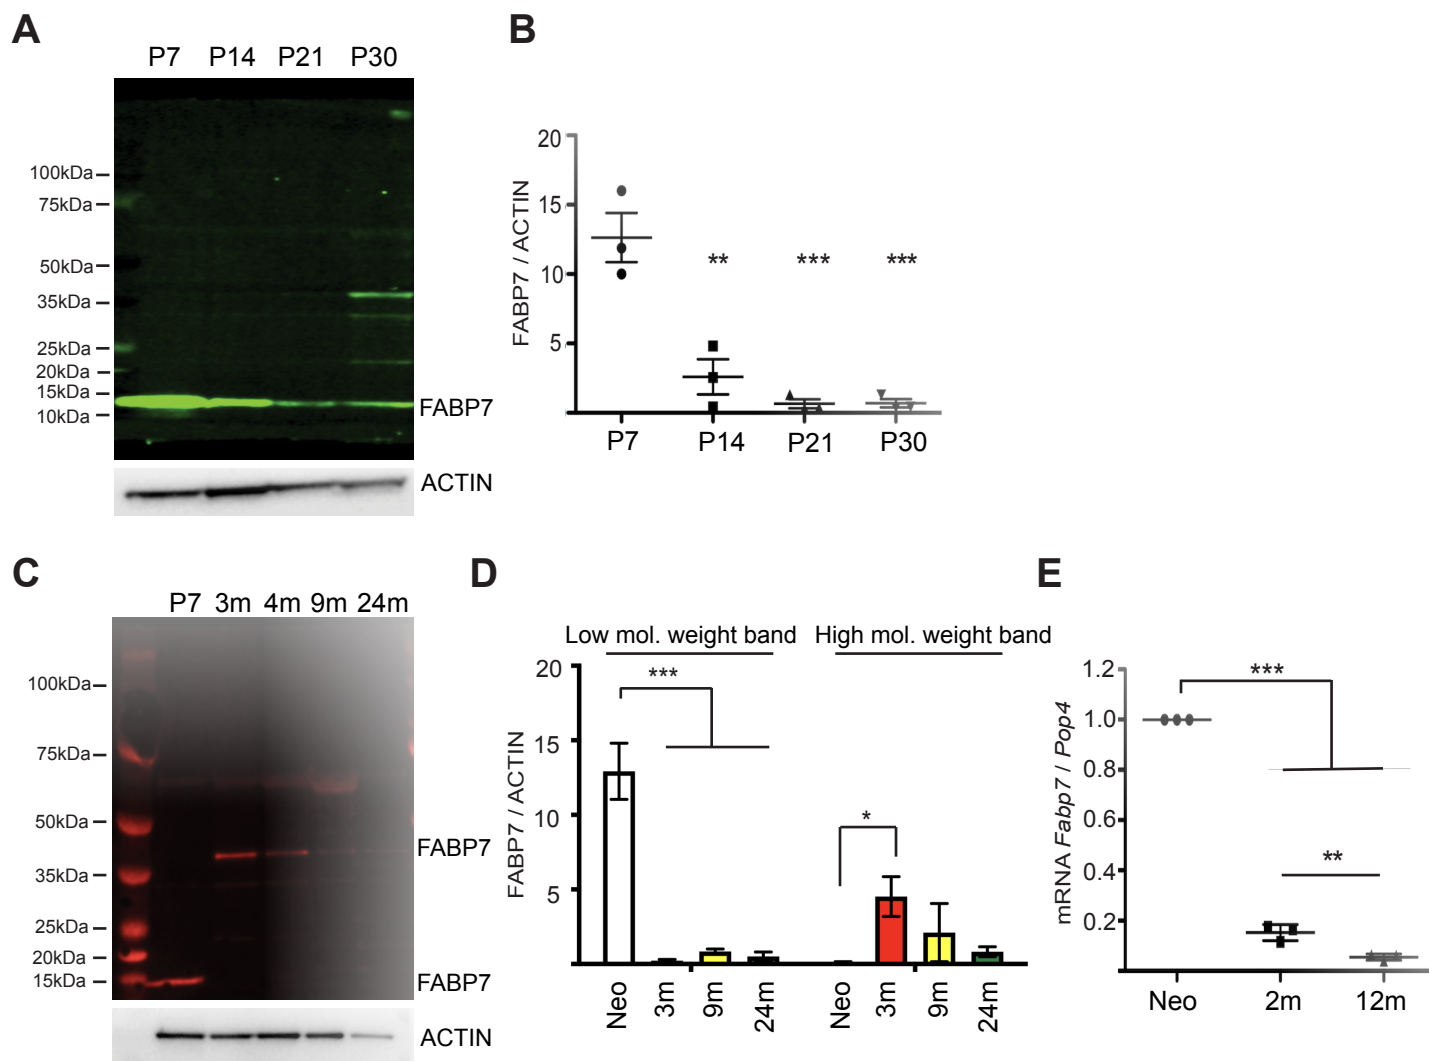 A
P7 P14 P21 P30
100kDa
75kDa
50kDa
35kDa
25kDa
20kDa
15kDa
10kDa
FABP7
ACTIN
B
FABP7 / ACTIN
20
15
10
5
** *** ***
P7 P14 P21 P30
C
P7 3m 4m 9m 24m
100kDa
75kDa
50kDa
35kDa
25kDa
20kDa
15kDa
FABP7
FABP7
ACTIN
D
Low mol. weight band High mol. weight band
FABP7 / ACTIN
20
15
10
5
***
*
Neo 3m 9m 24m Neo 3m 9m 24m
E
mRNA Fabp7 / Pop4
1.2
1.0
0.8
0.6
0.4
0.2
***
**
Neo 2m 12m